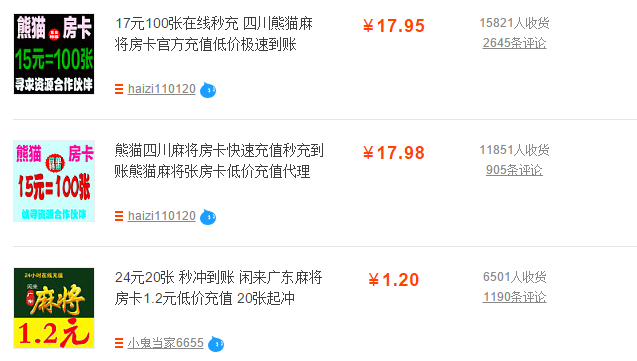 熊猫 房卡
15元=100张
寻求资源合作伙伴
17元100张在线秒充 四川熊猫麻
将房卡官方充值低价极速到账
¥17.95
15821人收货
2645条评论
haizi110120
熊猫 房卡
15元=100张
诚寻资源合作伙伴
熊猫四川麻将房卡快速充值秒充到
账熊猫麻将张房卡低价充值代理
¥17.98
11851人收货
905条评论
haizi110120
24小时在线充值
闲来
麻将
1.2元
24元20张 秒冲到账 闲来广东麻将
房卡1.2元低价充值 20张起冲
¥1.20
6501人收货
1190条评论
小鬼当家6655